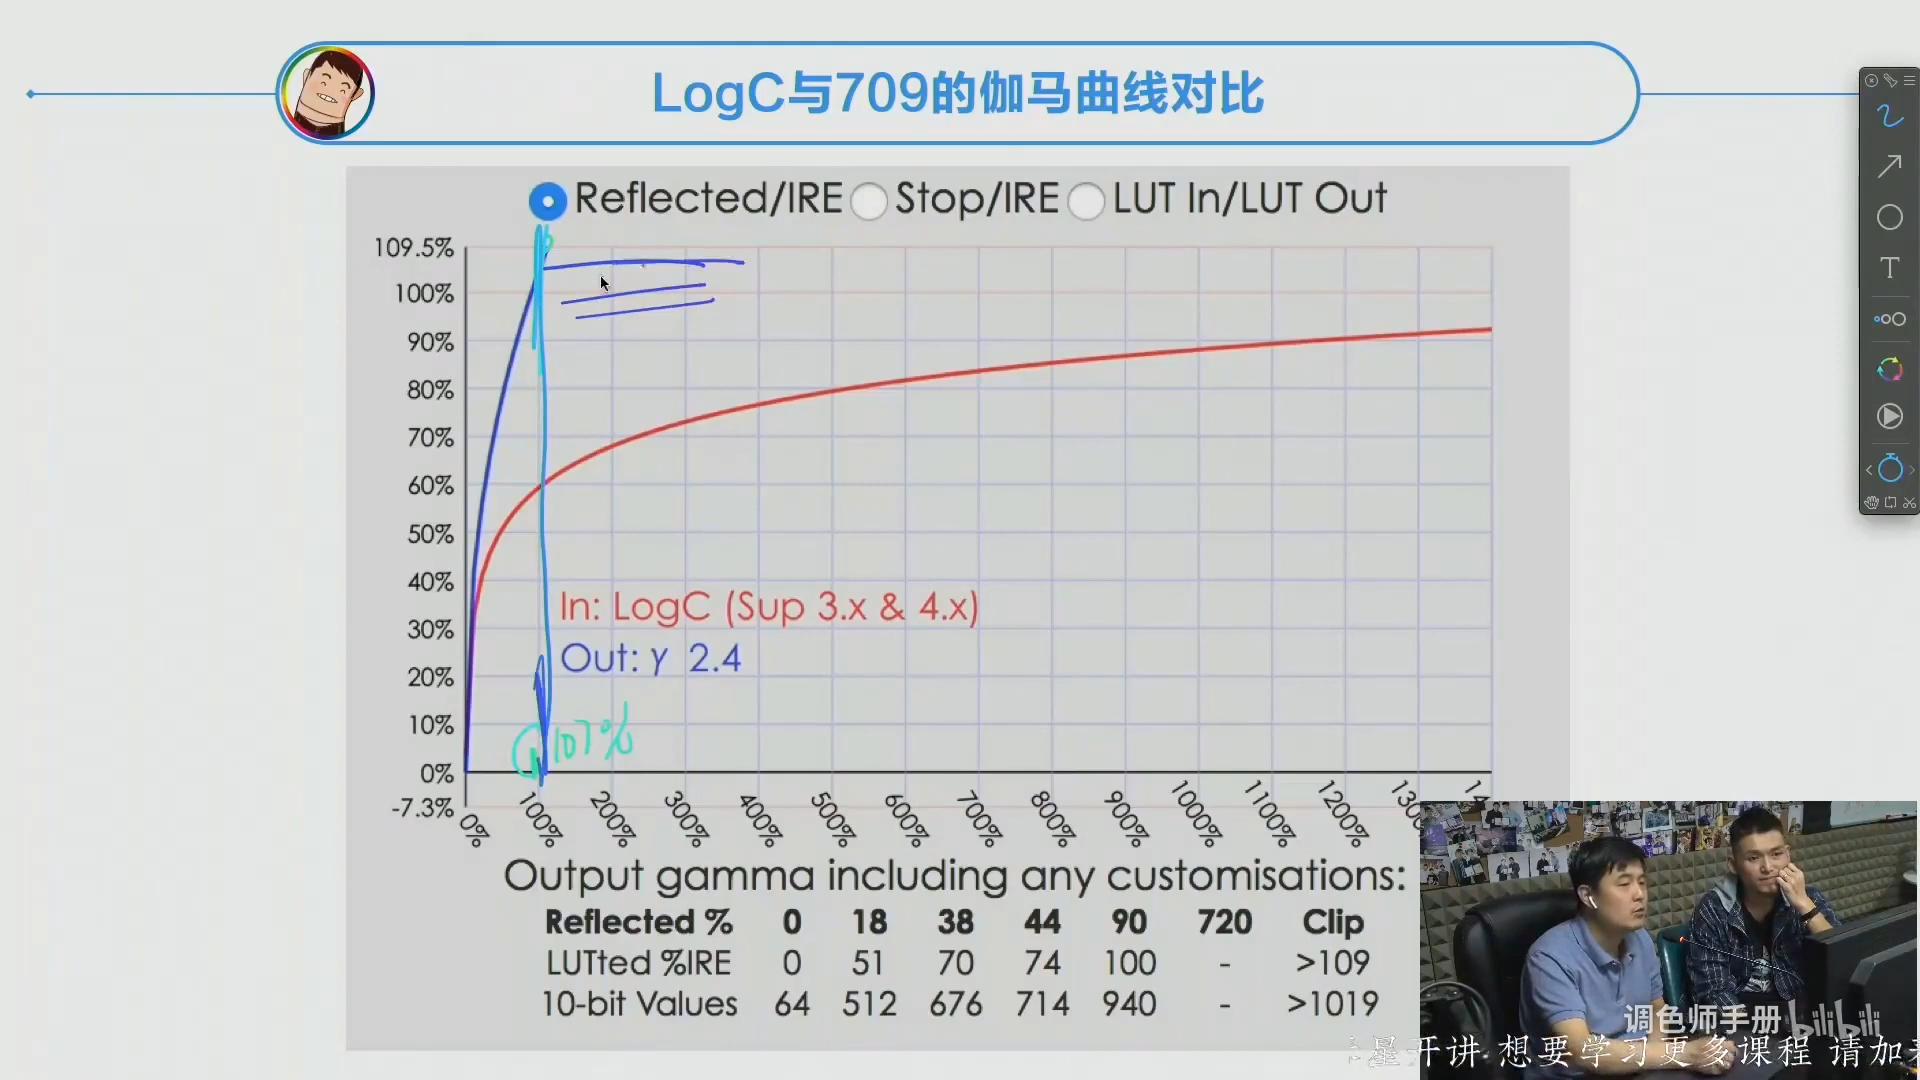 LogC与709的伽马曲线对比
Reflected/IRE Stop/IRE LUT In/LUT Out
109.5%
100%
90%
80%
70%
60%
50%
40%
30%
20%
10%
0%
-7.3%
In: LogC (Sup 3.x & 4.x)
Out: γ 2.4
107%
0% 100% 200% 300% 400% 500% 600% 700% 800% 900% 1000% 1100% 1200%
Output gamma including any customisations:
Reflected % 0 18 38 44 90 720 Clip
LUTted %IRE 0 51 70 74 100 - >109
10-bit Values 64 512 676 714 940 - >1019
T
调色师手册 bilibili
星开讲 想要学习更多课程 请加